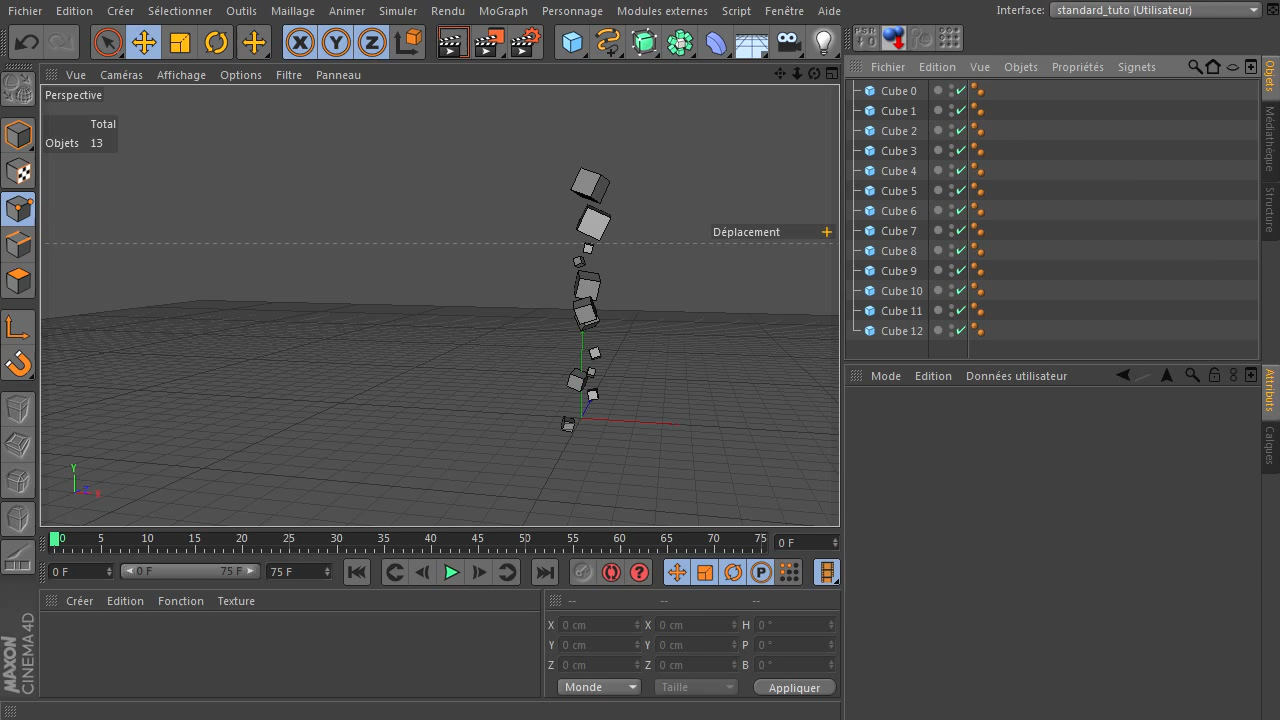 Fichier Edition Créer Sélectionner Outils Maillage Animer Simuler Rendu MoGraph Personnage Modules externes Script Fenêtre Aide Interface: standard_tuto (Utilisateur)
X Y Z PSR 0
Vue Caméras Affichage Options Filtre Panneau
Fichier Edition Vue Objets Propriétés Signets
Perspective
Total
Objets 13
Déplacement
Y
Z
X
Cube 0
Cube 1
Cube 2
Cube 3
Cube 4
Cube 5
Cube 6
Cube 7
Cube 8
Cube 9
Cube 10
Cube 11
Cube 12
Objets
Médiathèque
Structure
Mode Edition Données utilisateur
Attributs
Calques
0 5 10 15 20 25 30 35 40 45 50 55 60 65 70 75 0 F
0 F 0 F 75 F 75 F ? P
Créer Edition Fonction Texture
-- -- --
X 0 cm X 0 cm H 0 °
Y 0 cm Y 0 cm P 0 °
Z 0 cm Z 0 cm B 0 °
Monde Taille Appliquer
MAXON
CINEMA 4D